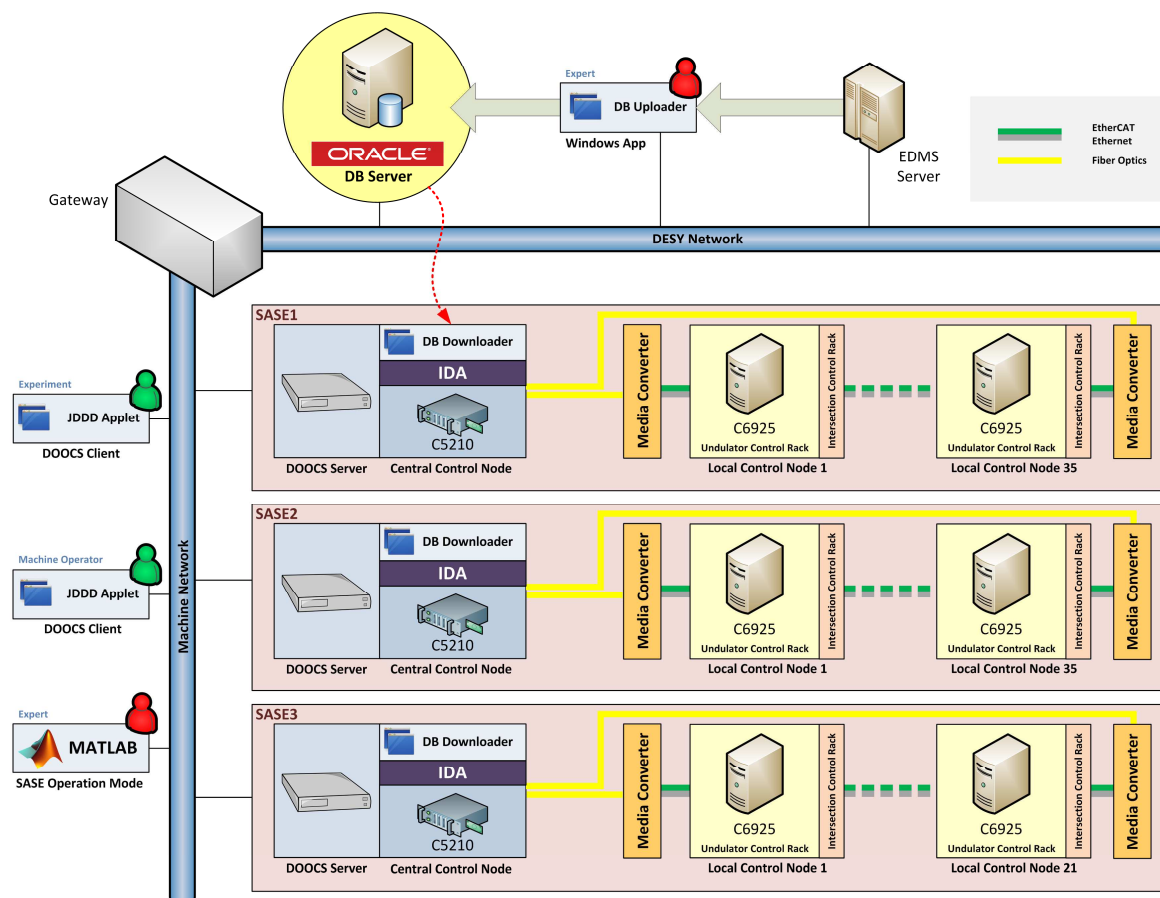 Expert
DB Uploader
Windows App
ORACLE®
DB Server
EDMS
Server
EtherCAT
Ethernet
Fiber Optics
Gateway
DESY Network
Machine Network
Experiment
JDDD Applet
DOOCS Client
Machine Operator
JDDD Applet
DOOCS Client
Expert
MATLAB
SASE Operation Mode
SASE1
DB Downloader
IDA
C5210
DOOCS Server
Central Control Node
Media Converter
C6925
Undulator Control Rack
Intersection Control Rack
Local Control Node 1
C6925
Undulator Control Rack
Intersection Control Rack
Local Control Node 35
Media Converter
SASE2
DB Downloader
IDA
C5210
DOOCS Server
Central Control Node
Media Converter
C6925
Undulator Control Rack
Intersection Control Rack
Local Control Node 1
C6925
Undulator Control Rack
Intersection Control Rack
Local Control Node 35
Media Converter
SASE3
DB Downloader
IDA
C5210
DOOCS Server
Central Control Node
Media Converter
C6925
Undulator Control Rack
Intersection Control Rack
Local Control Node 1
C6925
Undulator Control Rack
Intersection Control Rack
Local Control Node 21
Media Converter